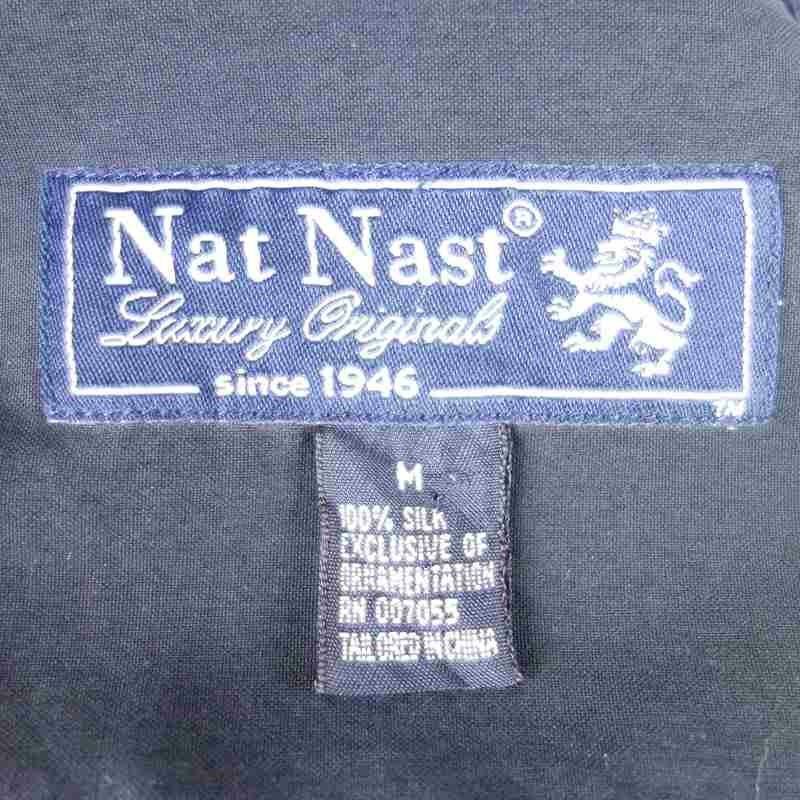 Nat Nast®
Luxury Originals
since 1946
TM
M
100% SILK
EXCLUSIVE OF
ORNAMENTATION
RN 007055
TAILORED IN CHINA